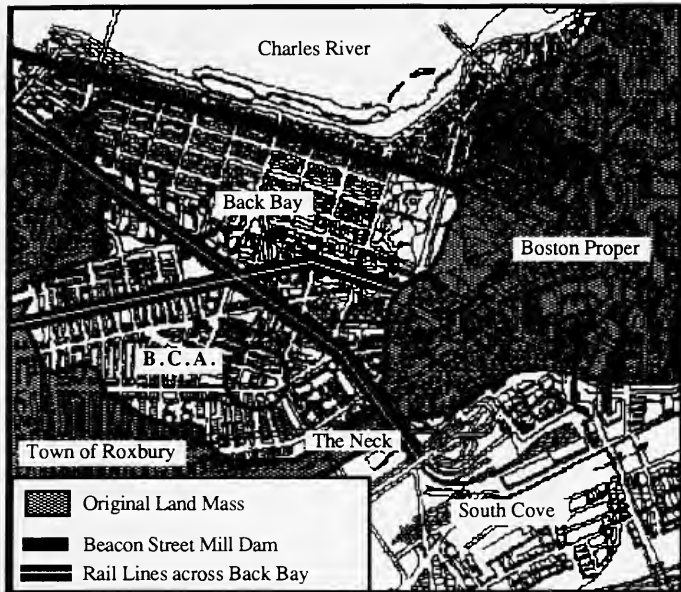 Charles River
Back Bay
Boston Proper
B.C.A.
The Neck
Town of Roxbury
South Cove
Original Land Mass
Beacon Street Mill Dam
Rail Lines across Back Bay